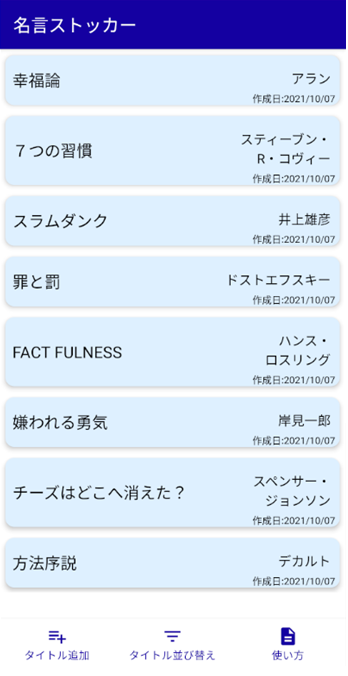 名言ストッカー
幸福論
アラン
作成日:2021/10/07
７つの習慣
スティーブン・
R・コヴィー
作成日:2021/10/07
スラムダンク
井上雄彦
作成日:2021/10/07
罪と罰
ドストエフスキー
作成日:2021/10/07
FACT FULNESS
ハンス・
ロスリング
作成日:2021/10/07
嫌われる勇気
岸見一郎
作成日:2021/10/07
チーズはどこへ消えた？
スペンサー・
ジョンソン
作成日:2021/10/07
方法序説
デカルト
作成日:2021/10/07
タイトル追加
タイトル並び替え
使い方